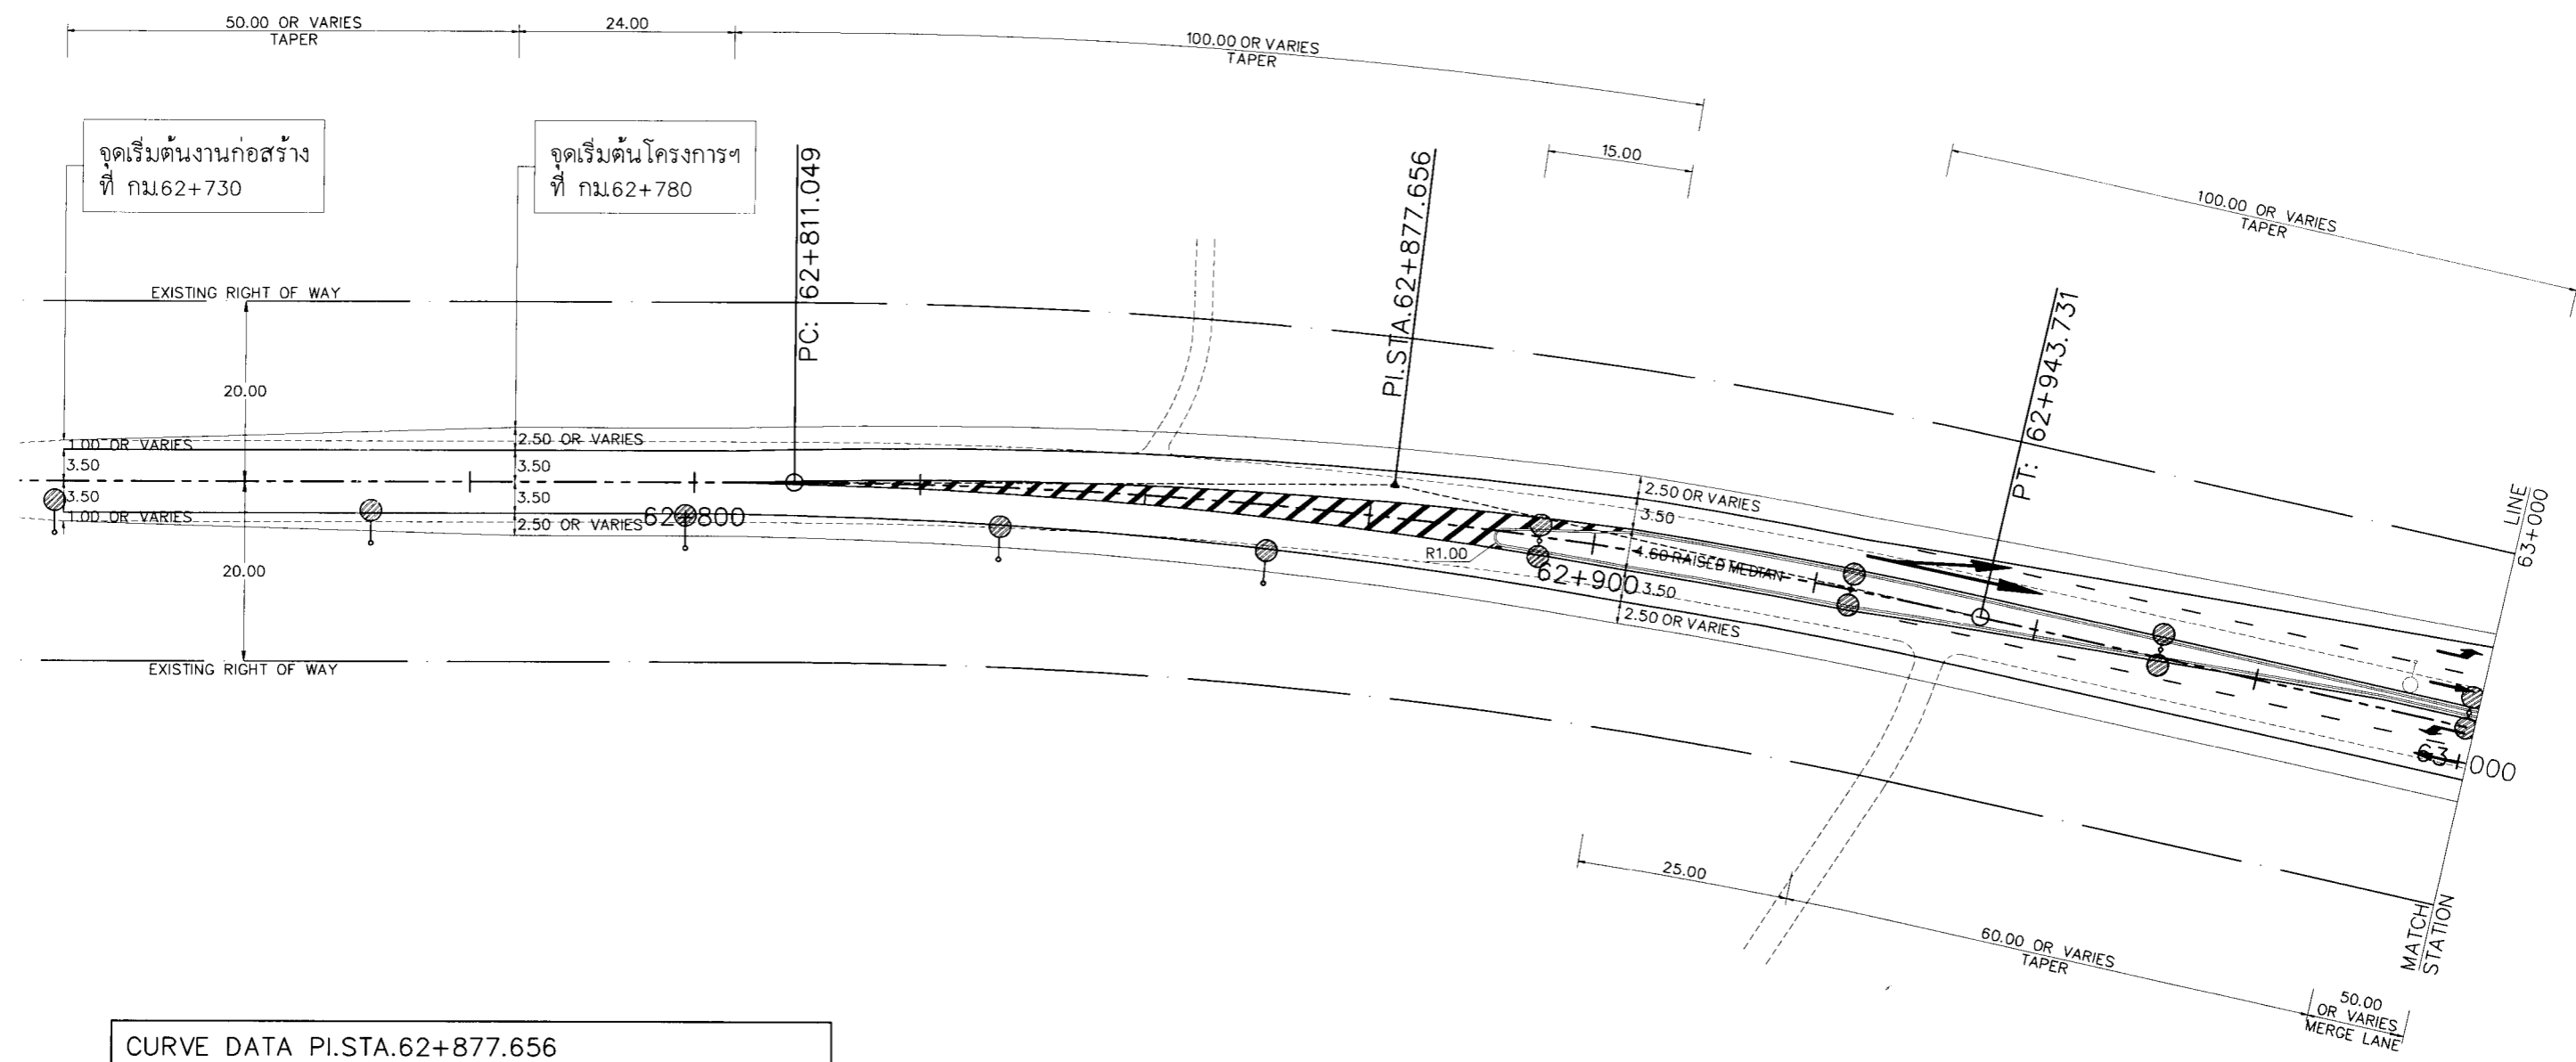 50.00 OR VARIES
TAPER
24.00
100.00 OR VARIES
TAPER
15.00
100.00 OR VARIES
TAPER
จุดเริ่มต้นงานก่อสร้าง
ที่ กม.62+730
จุดเริ่มต้นโครงการฯ
ที่ กม.62+780
PC: 62+811.049
PI.STA.62+877.656
PT: 62+943.731
EXISTING RIGHT OF WAY
20.00
1.00 OR VARIES
3.50
3.50
1.00 OR VARIES
2.50 OR VARIES
3.50
3.50
2.50 OR VARIES
62+800
20.00
EXISTING RIGHT OF WAY
2.50 OR VARIES
3.50
4.60 RAISED MEDIAN
R1.00
62+900
3.50
2.50 OR VARIES
LINE
63+000
63+000
MATCH
STATION
25.00
60.00 OR VARIES
TAPER
50.00
OR VARIES
MERGE LANE
CURVE DATA PI.STA.62+877.656